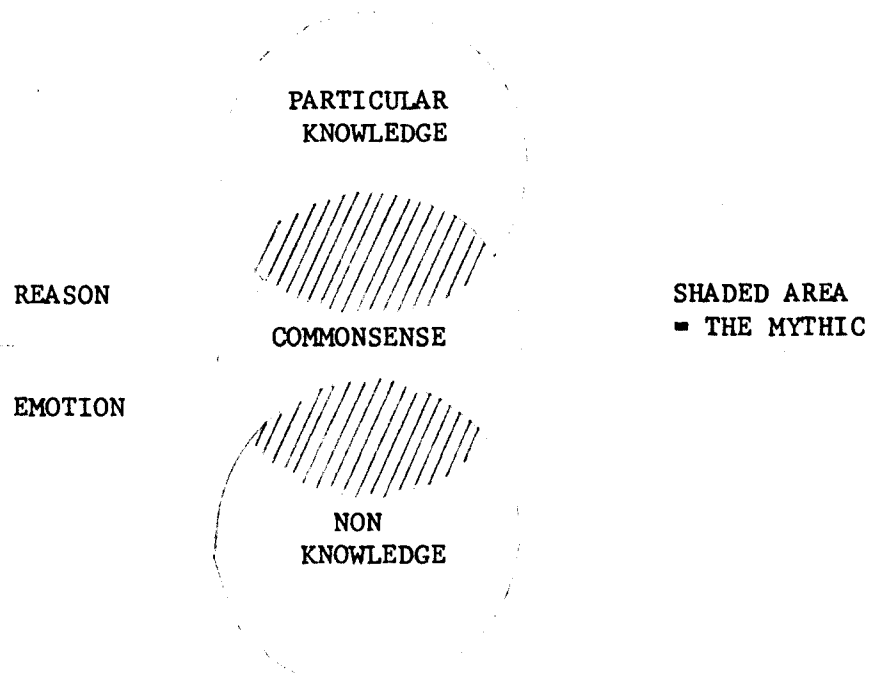 PARTICULAR
KNOWLEDGE
REASON
COMMONSENSE
EMOTION
NON
KNOWLEDGE
SHADED AREA
= THE MYTHIC